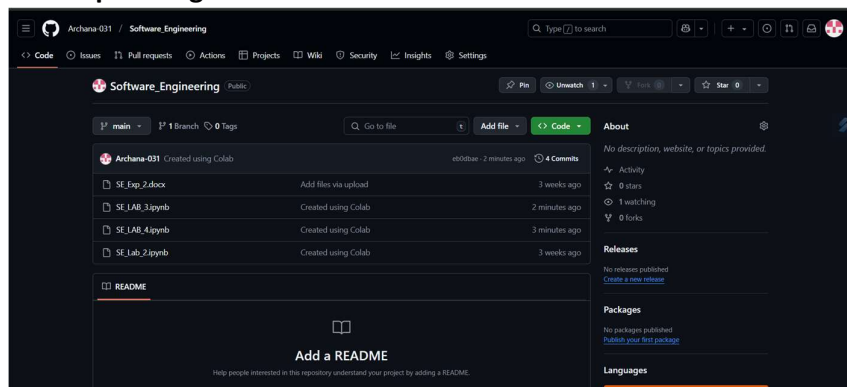 Archana-031 / Software_Engineering
Type / to search
Code Issues Pull requests Actions Projects Wiki Security Insights Settings
Software_Engineering Public
Pin Unwatch 1 Fork Star 0
main 1 Branch 0 Tags Go to file t Add file Code
Archana-031 Created using Colab eb0dbae · 2 minutes ago 4 Commits
SE_Exp_2.docx Add files via upload 3 weeks ago
SE_LAB_3.ipynb Created using Colab 2 minutes ago
SE_LAB_4.ipynb Created using Colab 3 minutes ago
SE_Lab_2.ipynb Created using Colab 3 weeks ago
README
Add a README
Help people interested in this repository understand your project by adding a README.
About
No description, website, or topics provided.
Activity
0 stars
1 watching
0 forks
Releases
No releases published
Create a new release
Packages
No packages published
Publish your first package
Languages